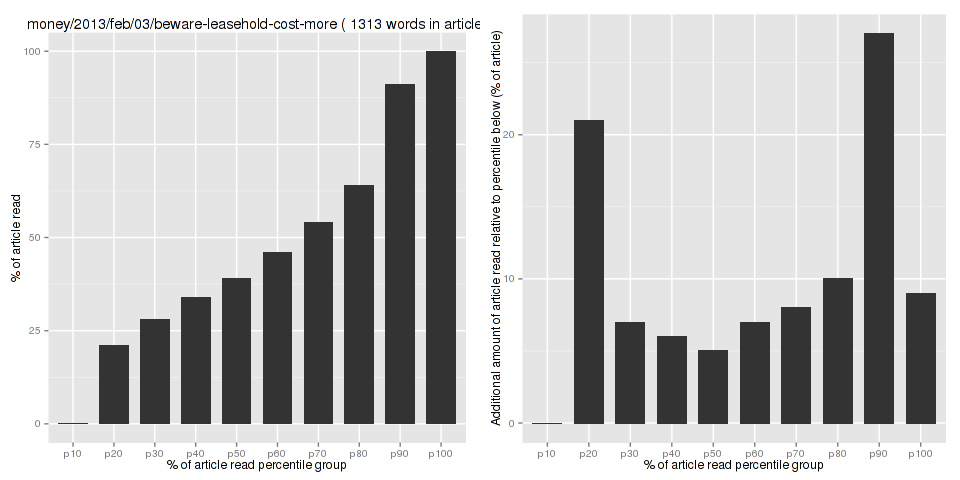 money/2013/feb/03/beware-leasehold-cost-more ( 1313 words in article
% of article read
100
75
50
25
0
p10 p20 p30 p40 p50 p60 p70 p80 p90 p100
% of article read percentile group
Additional amount of article read relative to percentile below (% of article)
20
10
0
p10 p20 p30 p40 p50 p60 p70 p80 p90 p100
% of article read percentile group